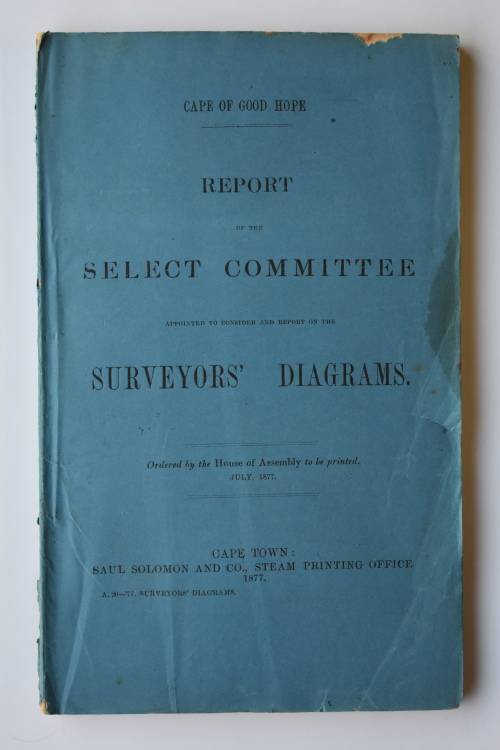 CAPE OF GOOD HOPE
REPORT
OF THE
SELECT COMMITTEE
APPOINTED TO CONSIDER AND REPORT ON THE
SURVEYORS' DIAGRAMS.
Ordered by the House of Assembly to be printed.
JULY, 1877.
CAPE TOWN:
SAUL SOLOMON AND CO., STEAM PRINTING OFFICE
1877.
A. 20—'77. SURVEYORS' DIAGRAMS.